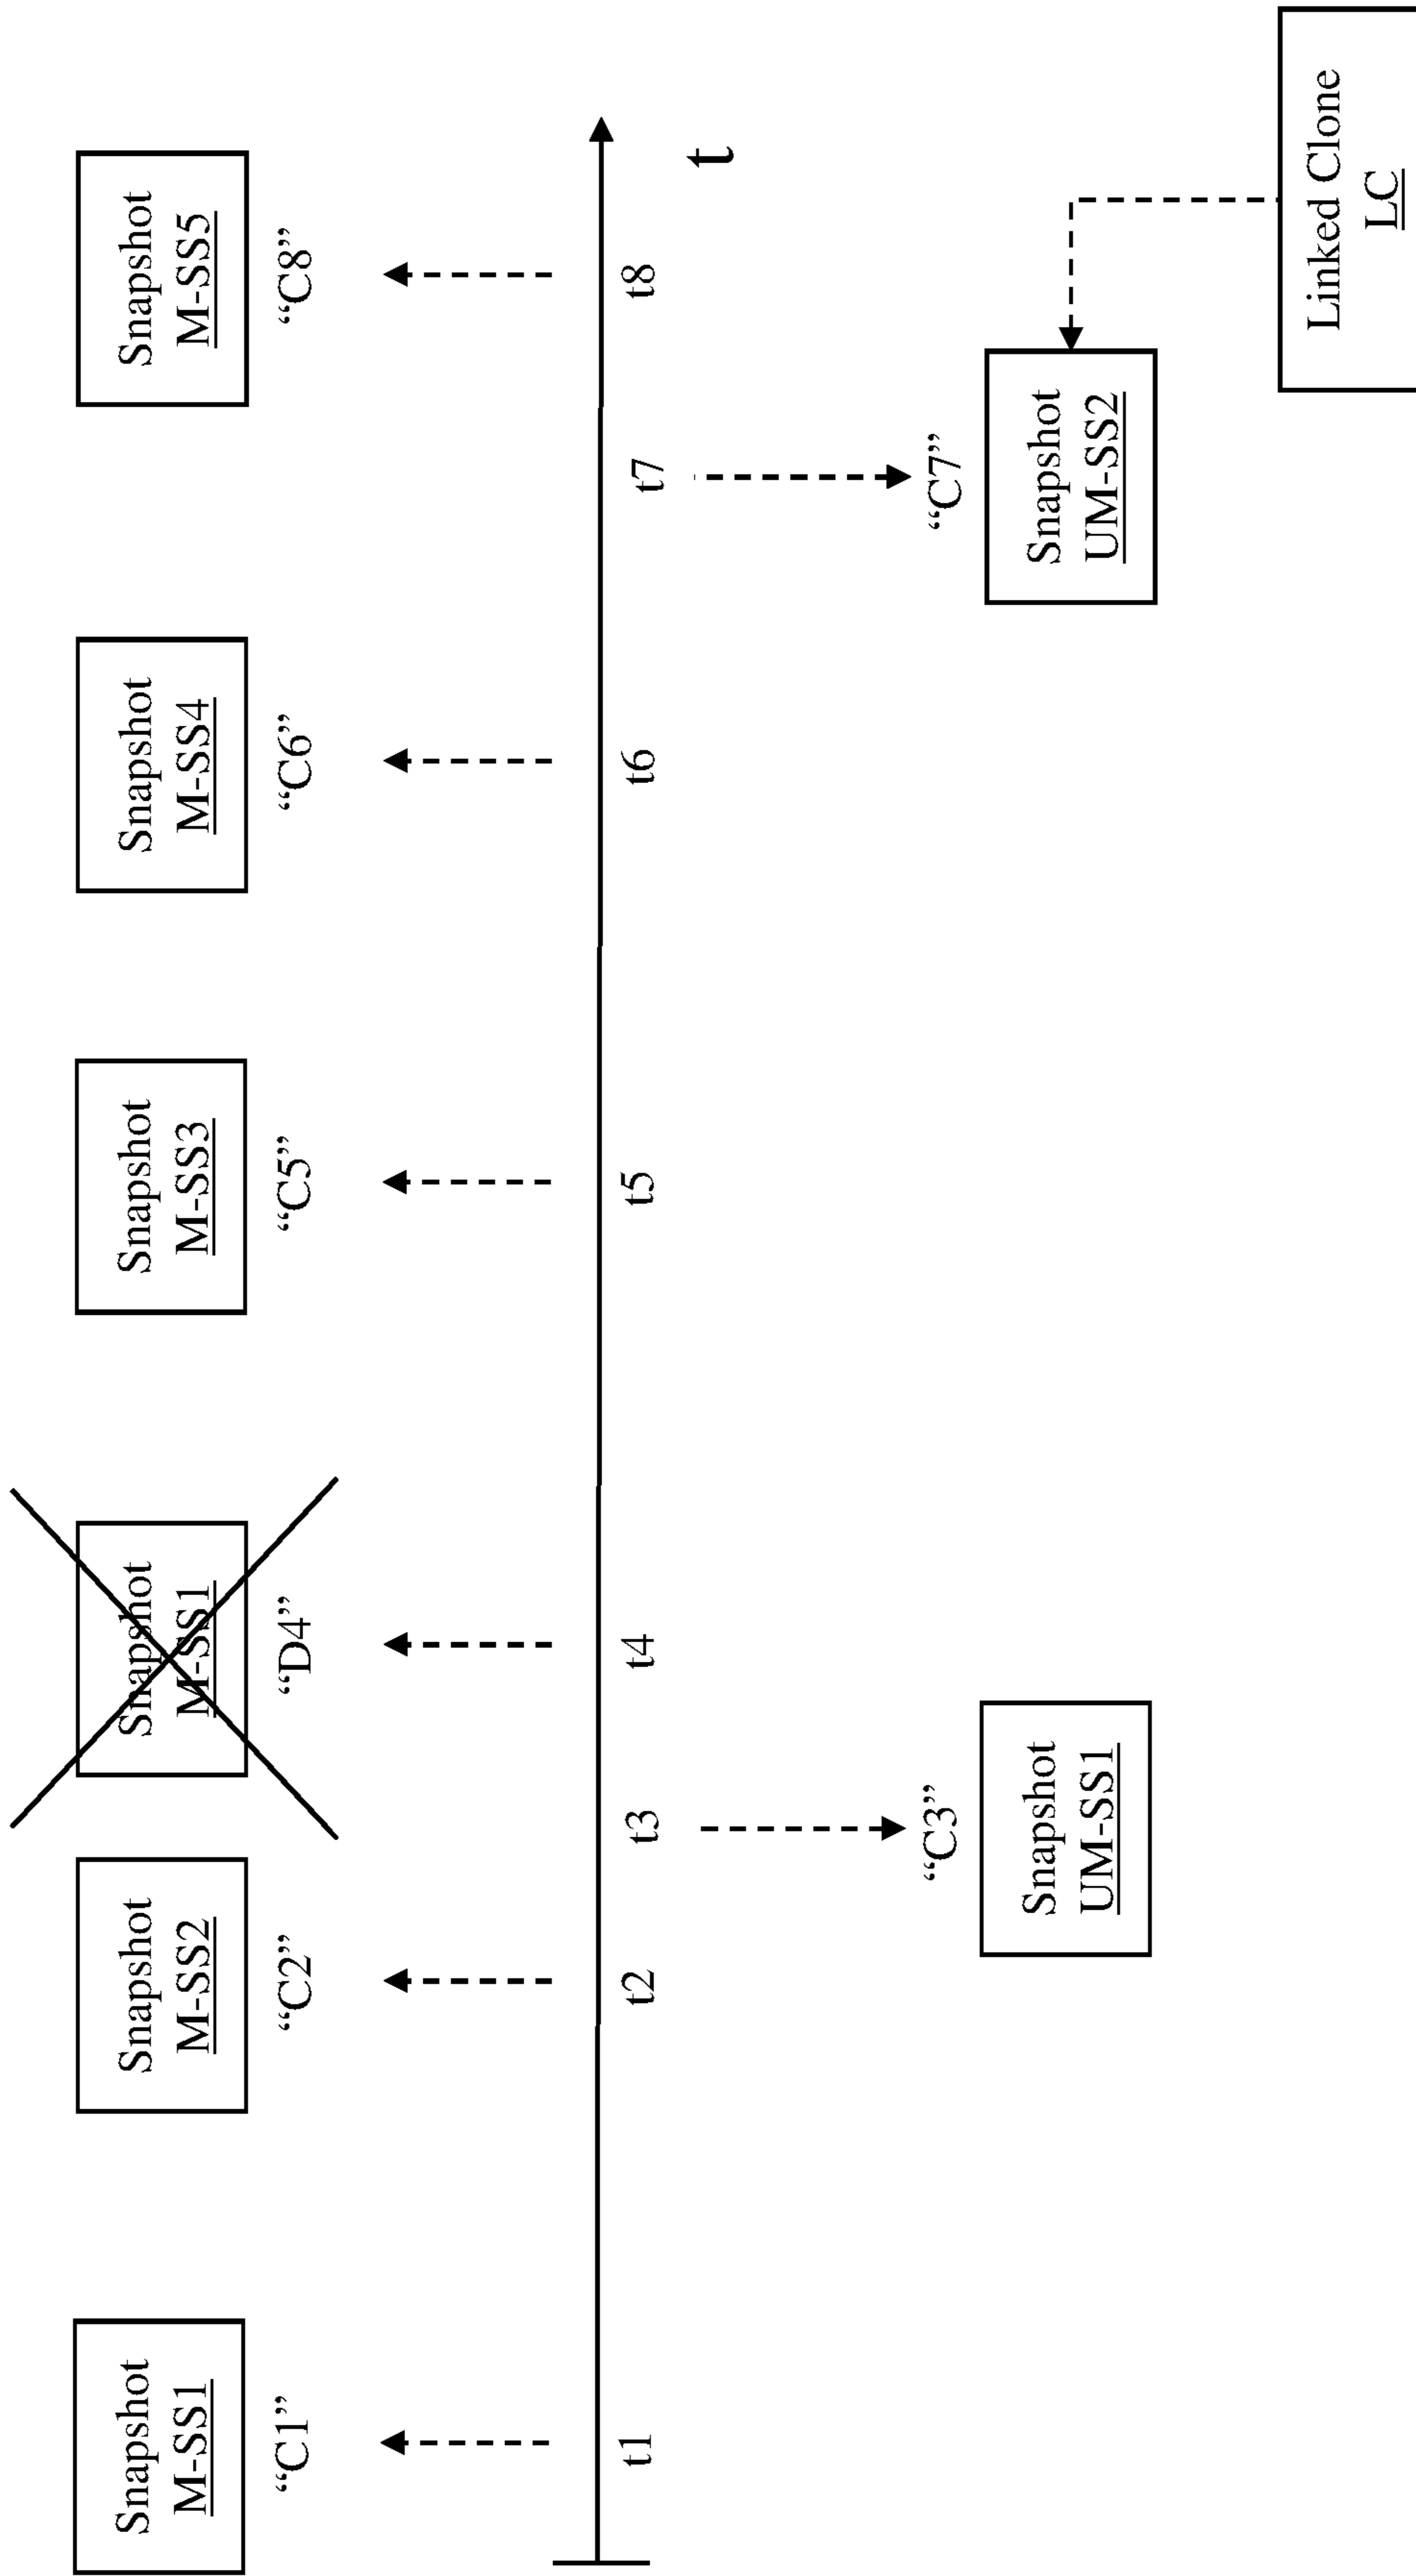 Snapshot
M-SS1
“C1”
Snapshot
M-SS2
“C2”
Snapshot
M-SS1
“D4”
Snapshot
M-SS3
“C5”
Snapshot
M-SS4
“C6”
Snapshot
M-SS5
“C8”
t1
t2
t3
t4
t5
t6
t7
t8
t
“C3”
Snapshot
UM-SS1
“C7”
Snapshot
UM-SS2
Linked Clone
LC